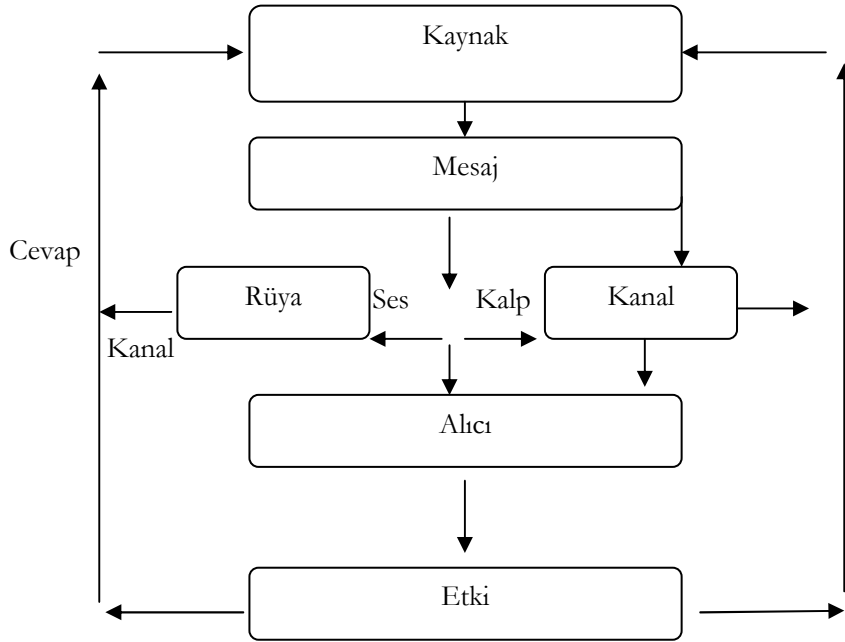 Kaynak
Mesaj
Cevap
Rüya
Ses
Kalp
Kanal
Kanal
Alıcı
Etki